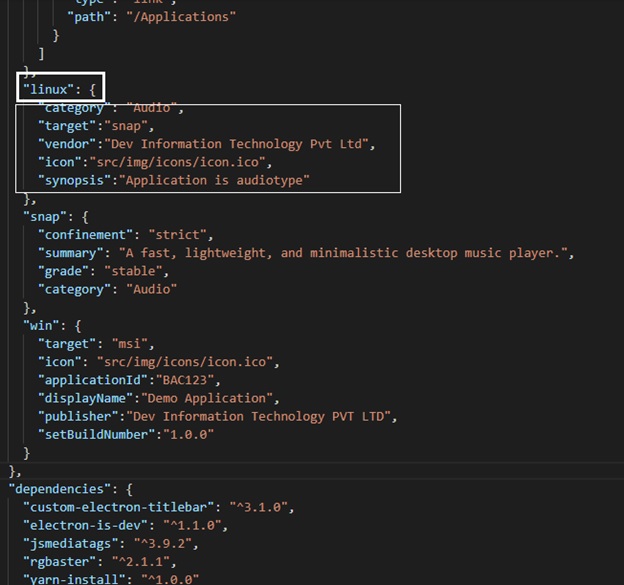 "type": "link",
"path": "/Applications"
}
]
},
"linux": {
"category": "Audio",
"target":"snap",
"vendor":"Dev Information Technology Pvt Ltd",
"icon":"src/img/icons/icon.ico",
"synopsis":"Application is audiotype"
},
"snap": {
"confinement": "strict",
"summary": "A fast, lightweight, and minimalistic desktop music player.",
"grade": "stable",
"category": "Audio"
},
"win": {
"target": "msi",
"icon": "src/img/icons/icon.ico",
"applicationId":"BAC123",
"displayName":"Demo Application",
"publisher":"Dev Information Technology PVT LTD",
"setBuildNumber":"1.0.0"
}
},
"dependencies": {
"custom-electron-titlebar": "^3.1.0",
"electron-is-dev": "^1.1.0",
"jsmediatags": "^3.9.2",
"rgbaster": "^2.1.1",
"yarn-install": "^1.0.0"